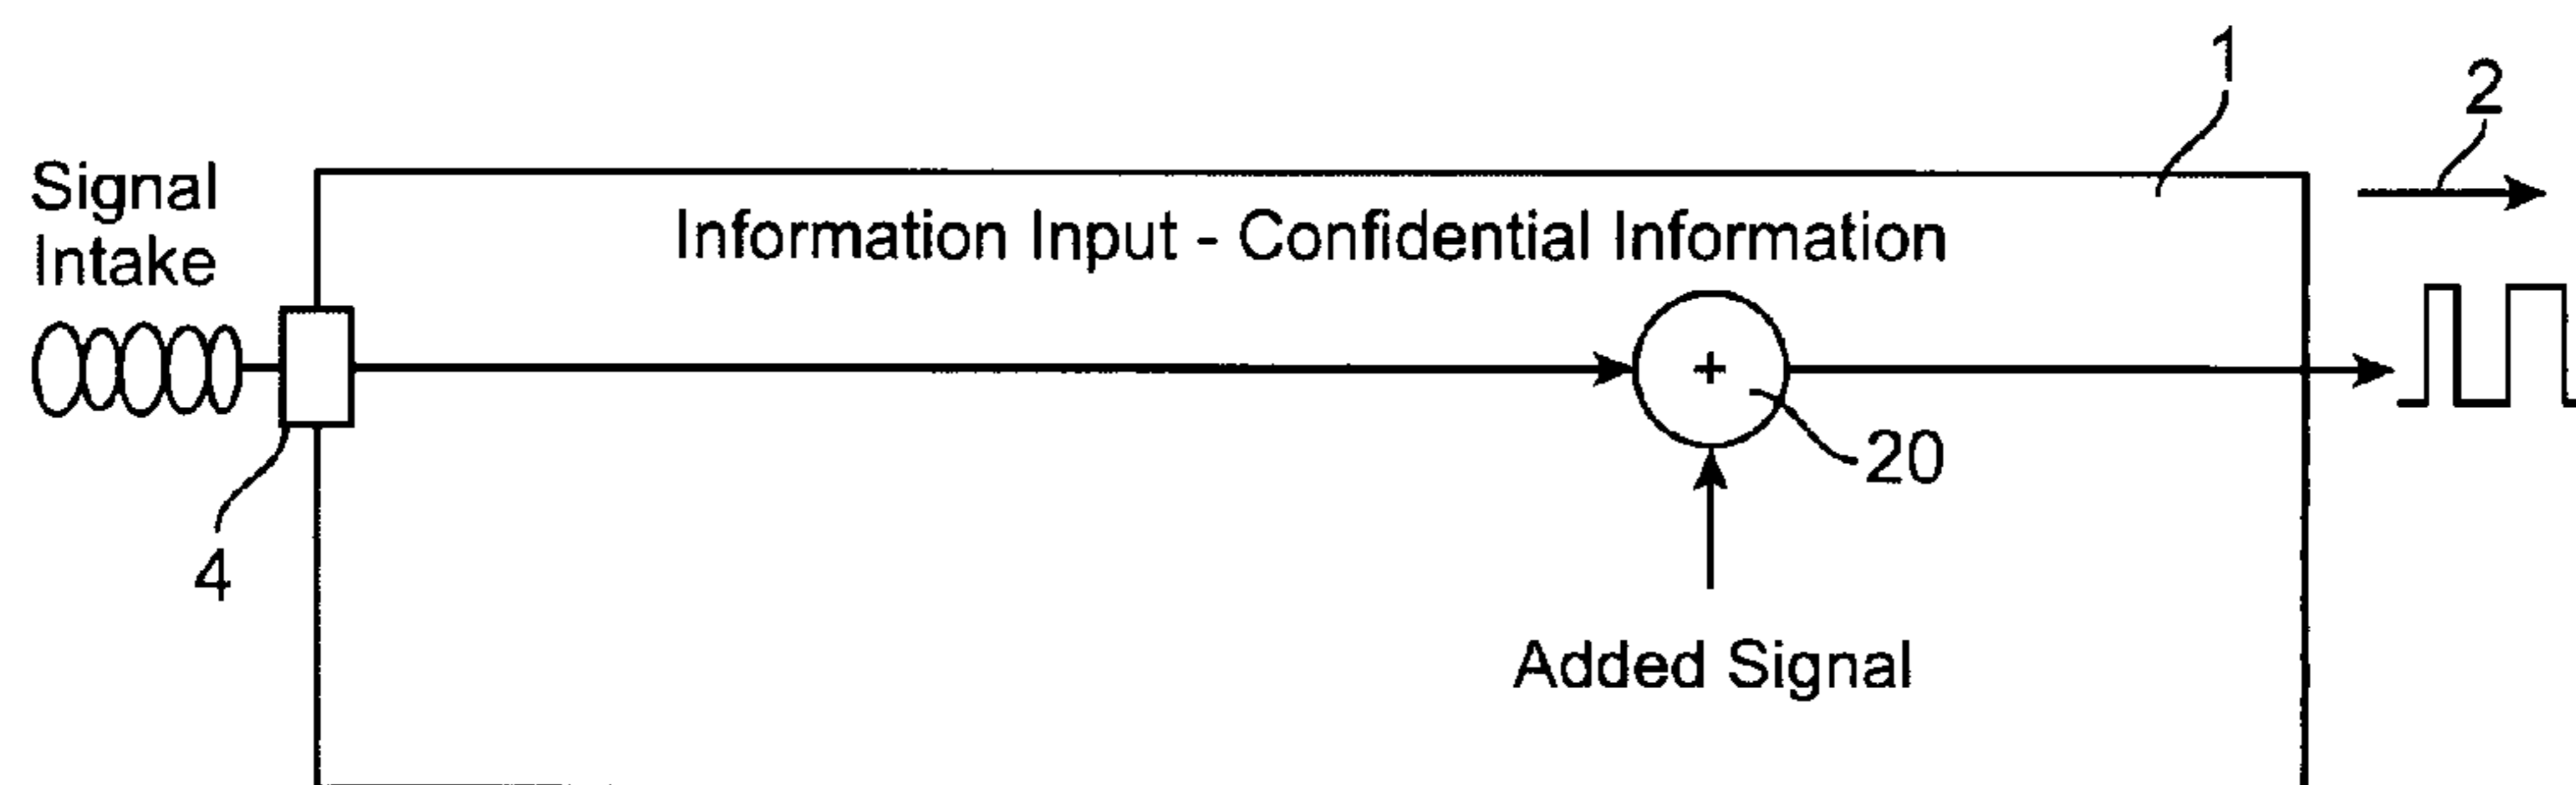 1
2
Signal
Intake
Information Input - Confidential Information
+
20
4
Added Signal